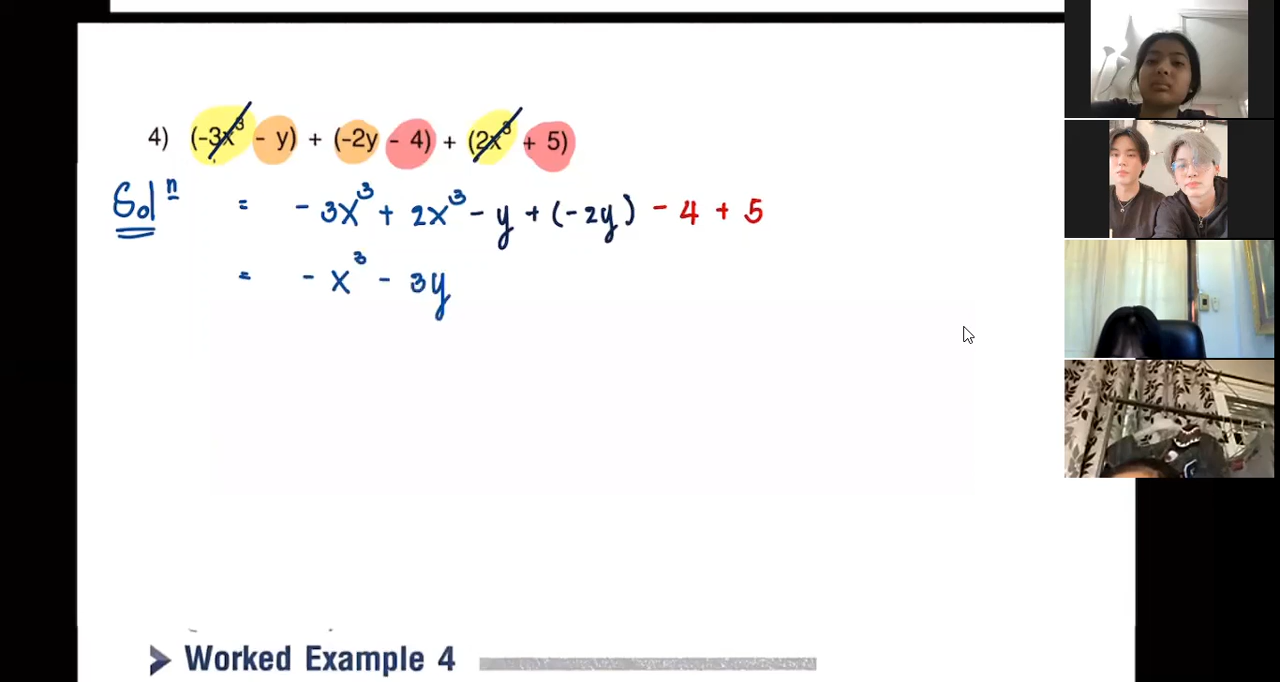 4) (-3x³ - y) + (-2y - 4) + (2x³ + 5)
Solⁿ = - 3x³ + 2x³ - y + (-2y) - 4 + 5
= - x³ - 3y
Worked Example 4